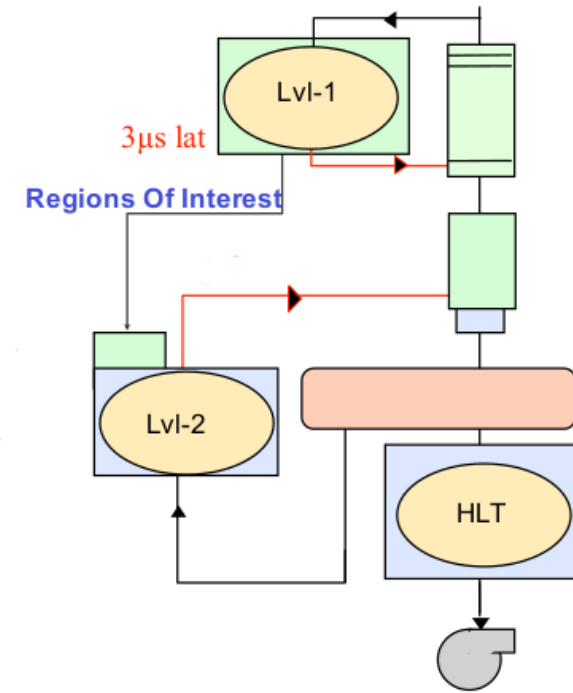 Lvl-1
3μs lat
Regions Of Interest
Lvl-2
HLT